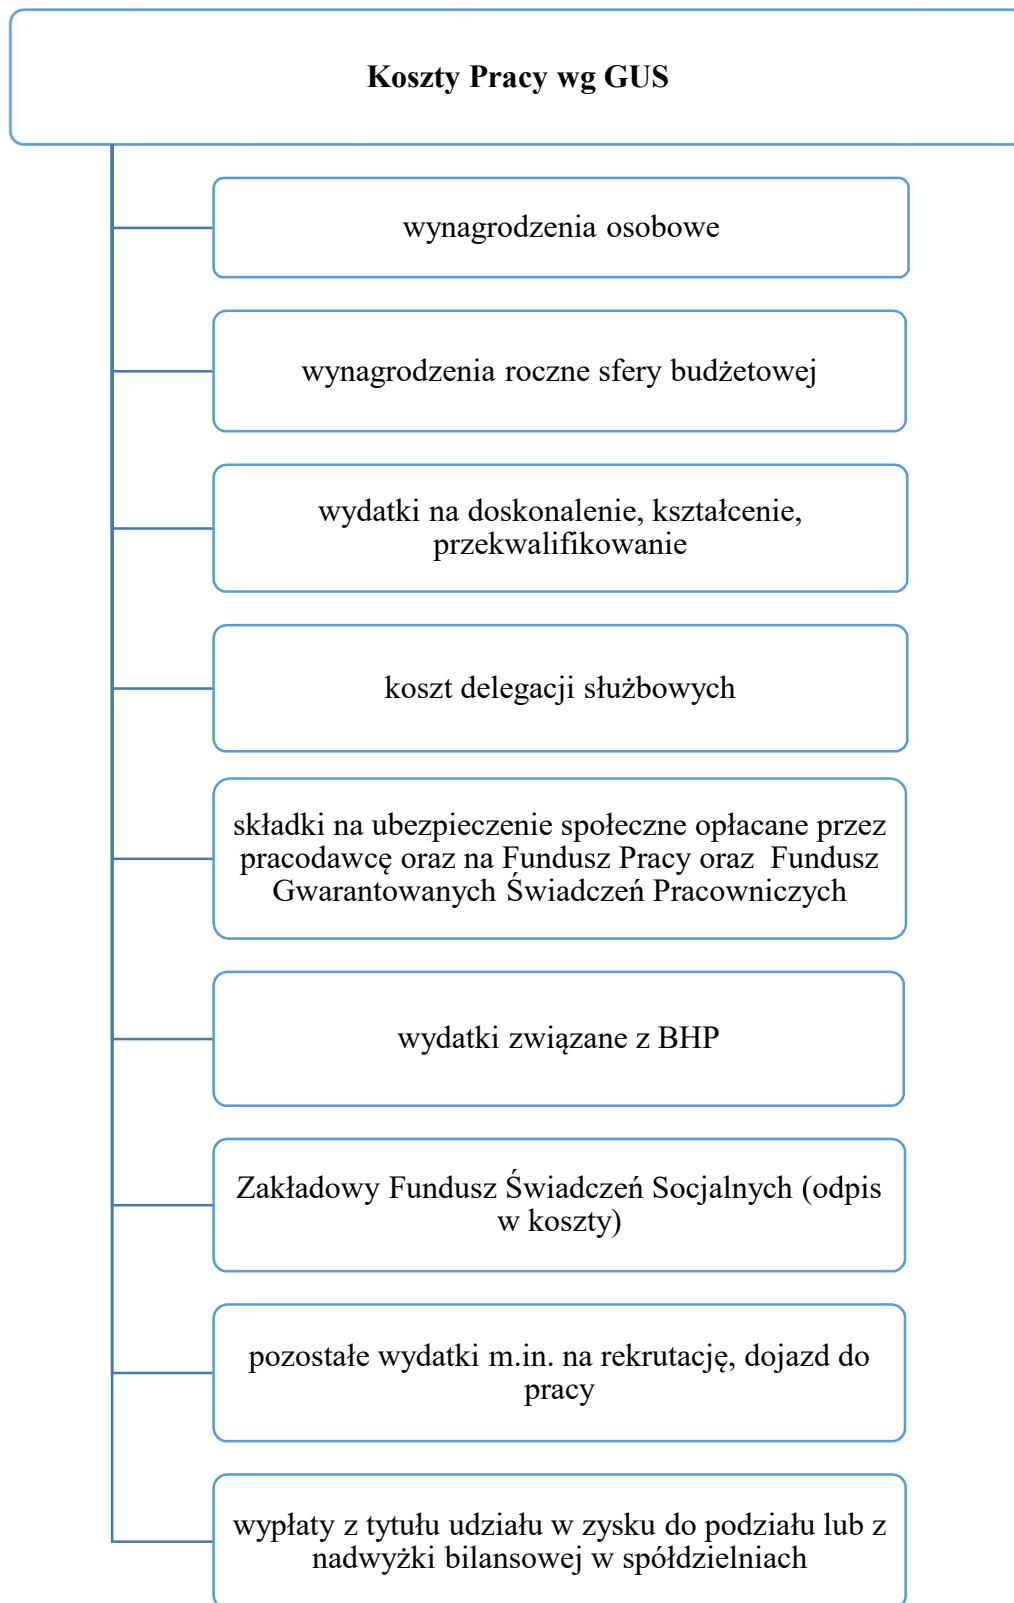 Koszty Pracy wg GUS
wynagrodzenia osobowe
wynagrodzenia roczne sfery budżetowej
wydatki na doskonalenie, kształcenie,
przekwalifikowanie
koszt delegacji służbowych
składki na ubezpieczenie społeczne opłacane przez
pracodawcę oraz na Fundusz Pracy oraz  Fundusz
Gwarantowanych Świadczeń Pracowniczych
wydatki związane z BHP
Zakładowy Fundusz Świadczeń Socjalnych (odpis
w koszty)
pozostałe wydatki m.in. na rekrutację, dojazd do
pracy
wypłaty z tytułu udziału w zysku do podziału lub z
nadwyżki bilansowej w spółdzielniach